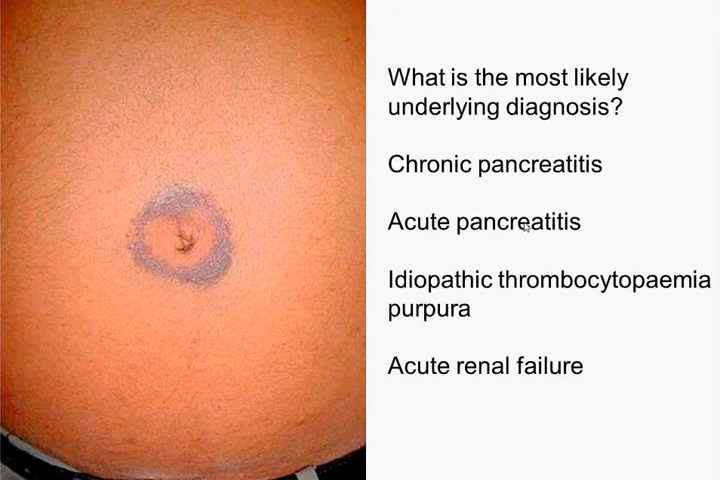 What is the most likely
underlying diagnosis?
Chronic pancreatitis
Acute pancreatitis
Idiopathic thrombocytopaemia
purpura
Acute renal failure